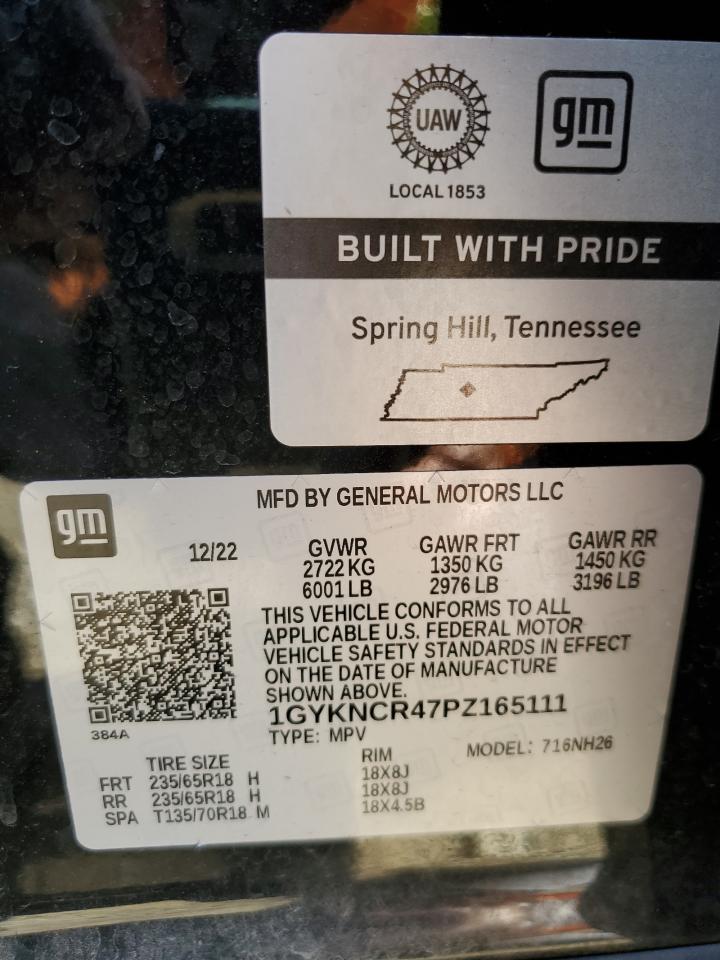 UAW
gm
LOCAL 1853
BUILT WITH PRIDE
Spring Hill, Tennessee
gm
MFD BY GENERAL MOTORS LLC
12/22
GVWR
2722 KG
6001 LB
GAWR FRT
1350 KG
2976 LB
GAWR RR
1450 KG
3196 LB
THIS VEHICLE CONFORMS TO ALL
APPLICABLE U.S. FEDERAL MOTOR
VEHICLE SAFETY STANDARDS IN EFFECT
ON THE DATE OF MANUFACTURE
SHOWN ABOVE.
384A
1GYKNCR47PZ165111
TYPE: MPV
MODEL: 716NH26
TIRE SIZE RIM
FRT 235/65R18 H 18X8J
RR 235/65R18 H 18X8J
SPA T135/70R18 M 18X4.5B